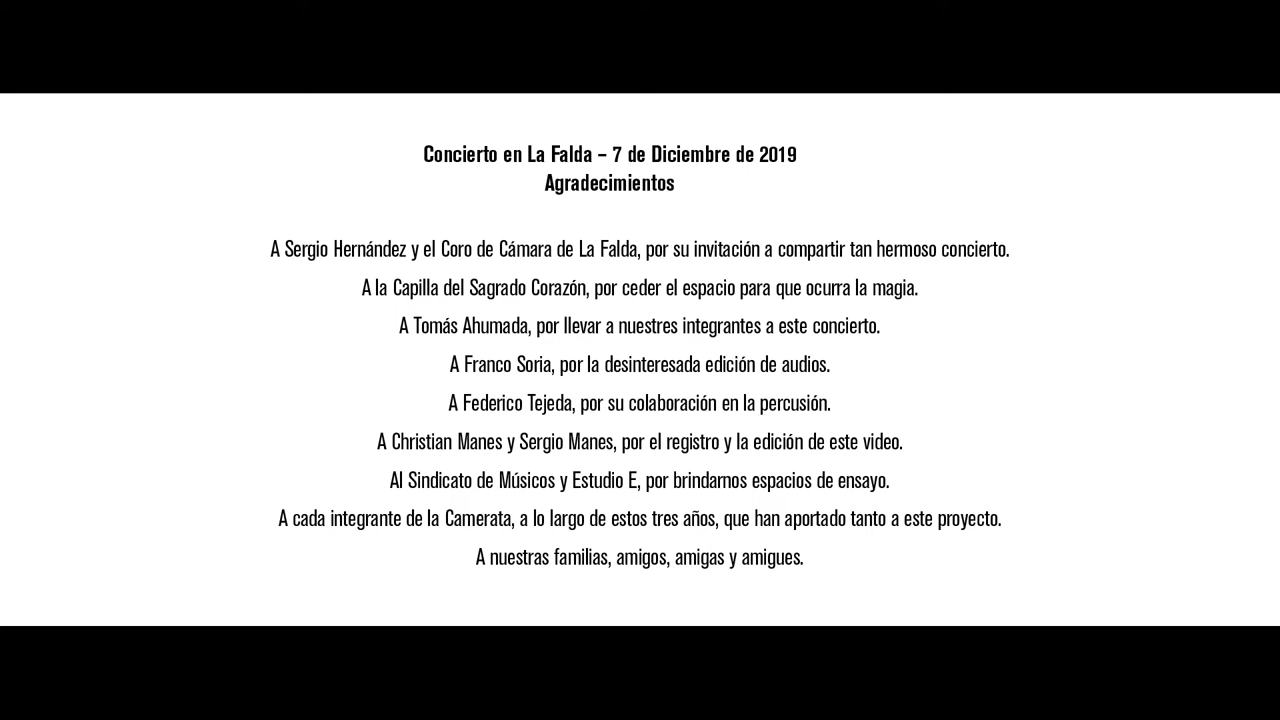 Concierto en La Falda – 7 de Diciembre de 2019
Agradecimientos
A Sergio Hernández y el Coro de Cámara de La Falda, por su invitación a compartir tan hermoso concierto.
A la Capilla del Sagrado Corazón, por ceder el espacio para que ocurra la magia.
A Tomás Ahumada, por llevar a nuestres integrantes a este concierto.
A Franco Soria, por la desinteresada edición de audios.
A Federico Tejeda, por su colaboración en la percusión.
A Christian Manes y Sergio Manes, por el registro y la edición de este video.
Al Sindicato de Músicos y Estudio E, por brindarnos espacios de ensayo.
A cada integrante de la Camerata, a lo largo de estos tres años, que han aportado tanto a este proyecto.
A nuestras familias, amigos, amigas y amigues.